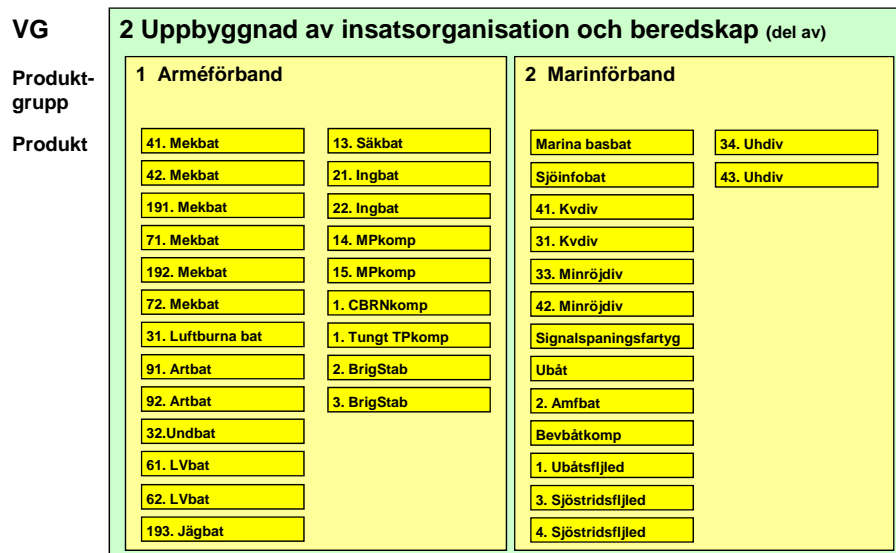 VG
2 Uppbyggnad av insatsorganisation och beredskap (del av)
Produkt-
grupp
Produkt
1 Arméförband
41. Mekbat
42. Mekbat
191. Mekbat
71. Mekbat
192. Mekbat
72. Mekbat
31. Luftburna bat
91. Artbat
92. Artbat
32.Undbat
61. LVbat
62. LVbat
193. Jägbat
13. Säkbat
21. Ingbat
22. Ingbat
14. MPkomp
15. MPkomp
1. CBRNkomp
1. Tungt TPkomp
2. BrigStab
3. BrigStab
2 Marinförband
Marina basbat
Sjöinfobat
41. Kvdiv
31. Kvdiv
33. Minröjdiv
42. Minröjdiv
Signalspaningsfartyg
Ubåt
2. Amfbat
Bevbåtkomp
1. Ubåtsfljled
3. Sjöstridsfljled
4. Sjöstridsfljled
34. Uhdiv
43. Uhdiv